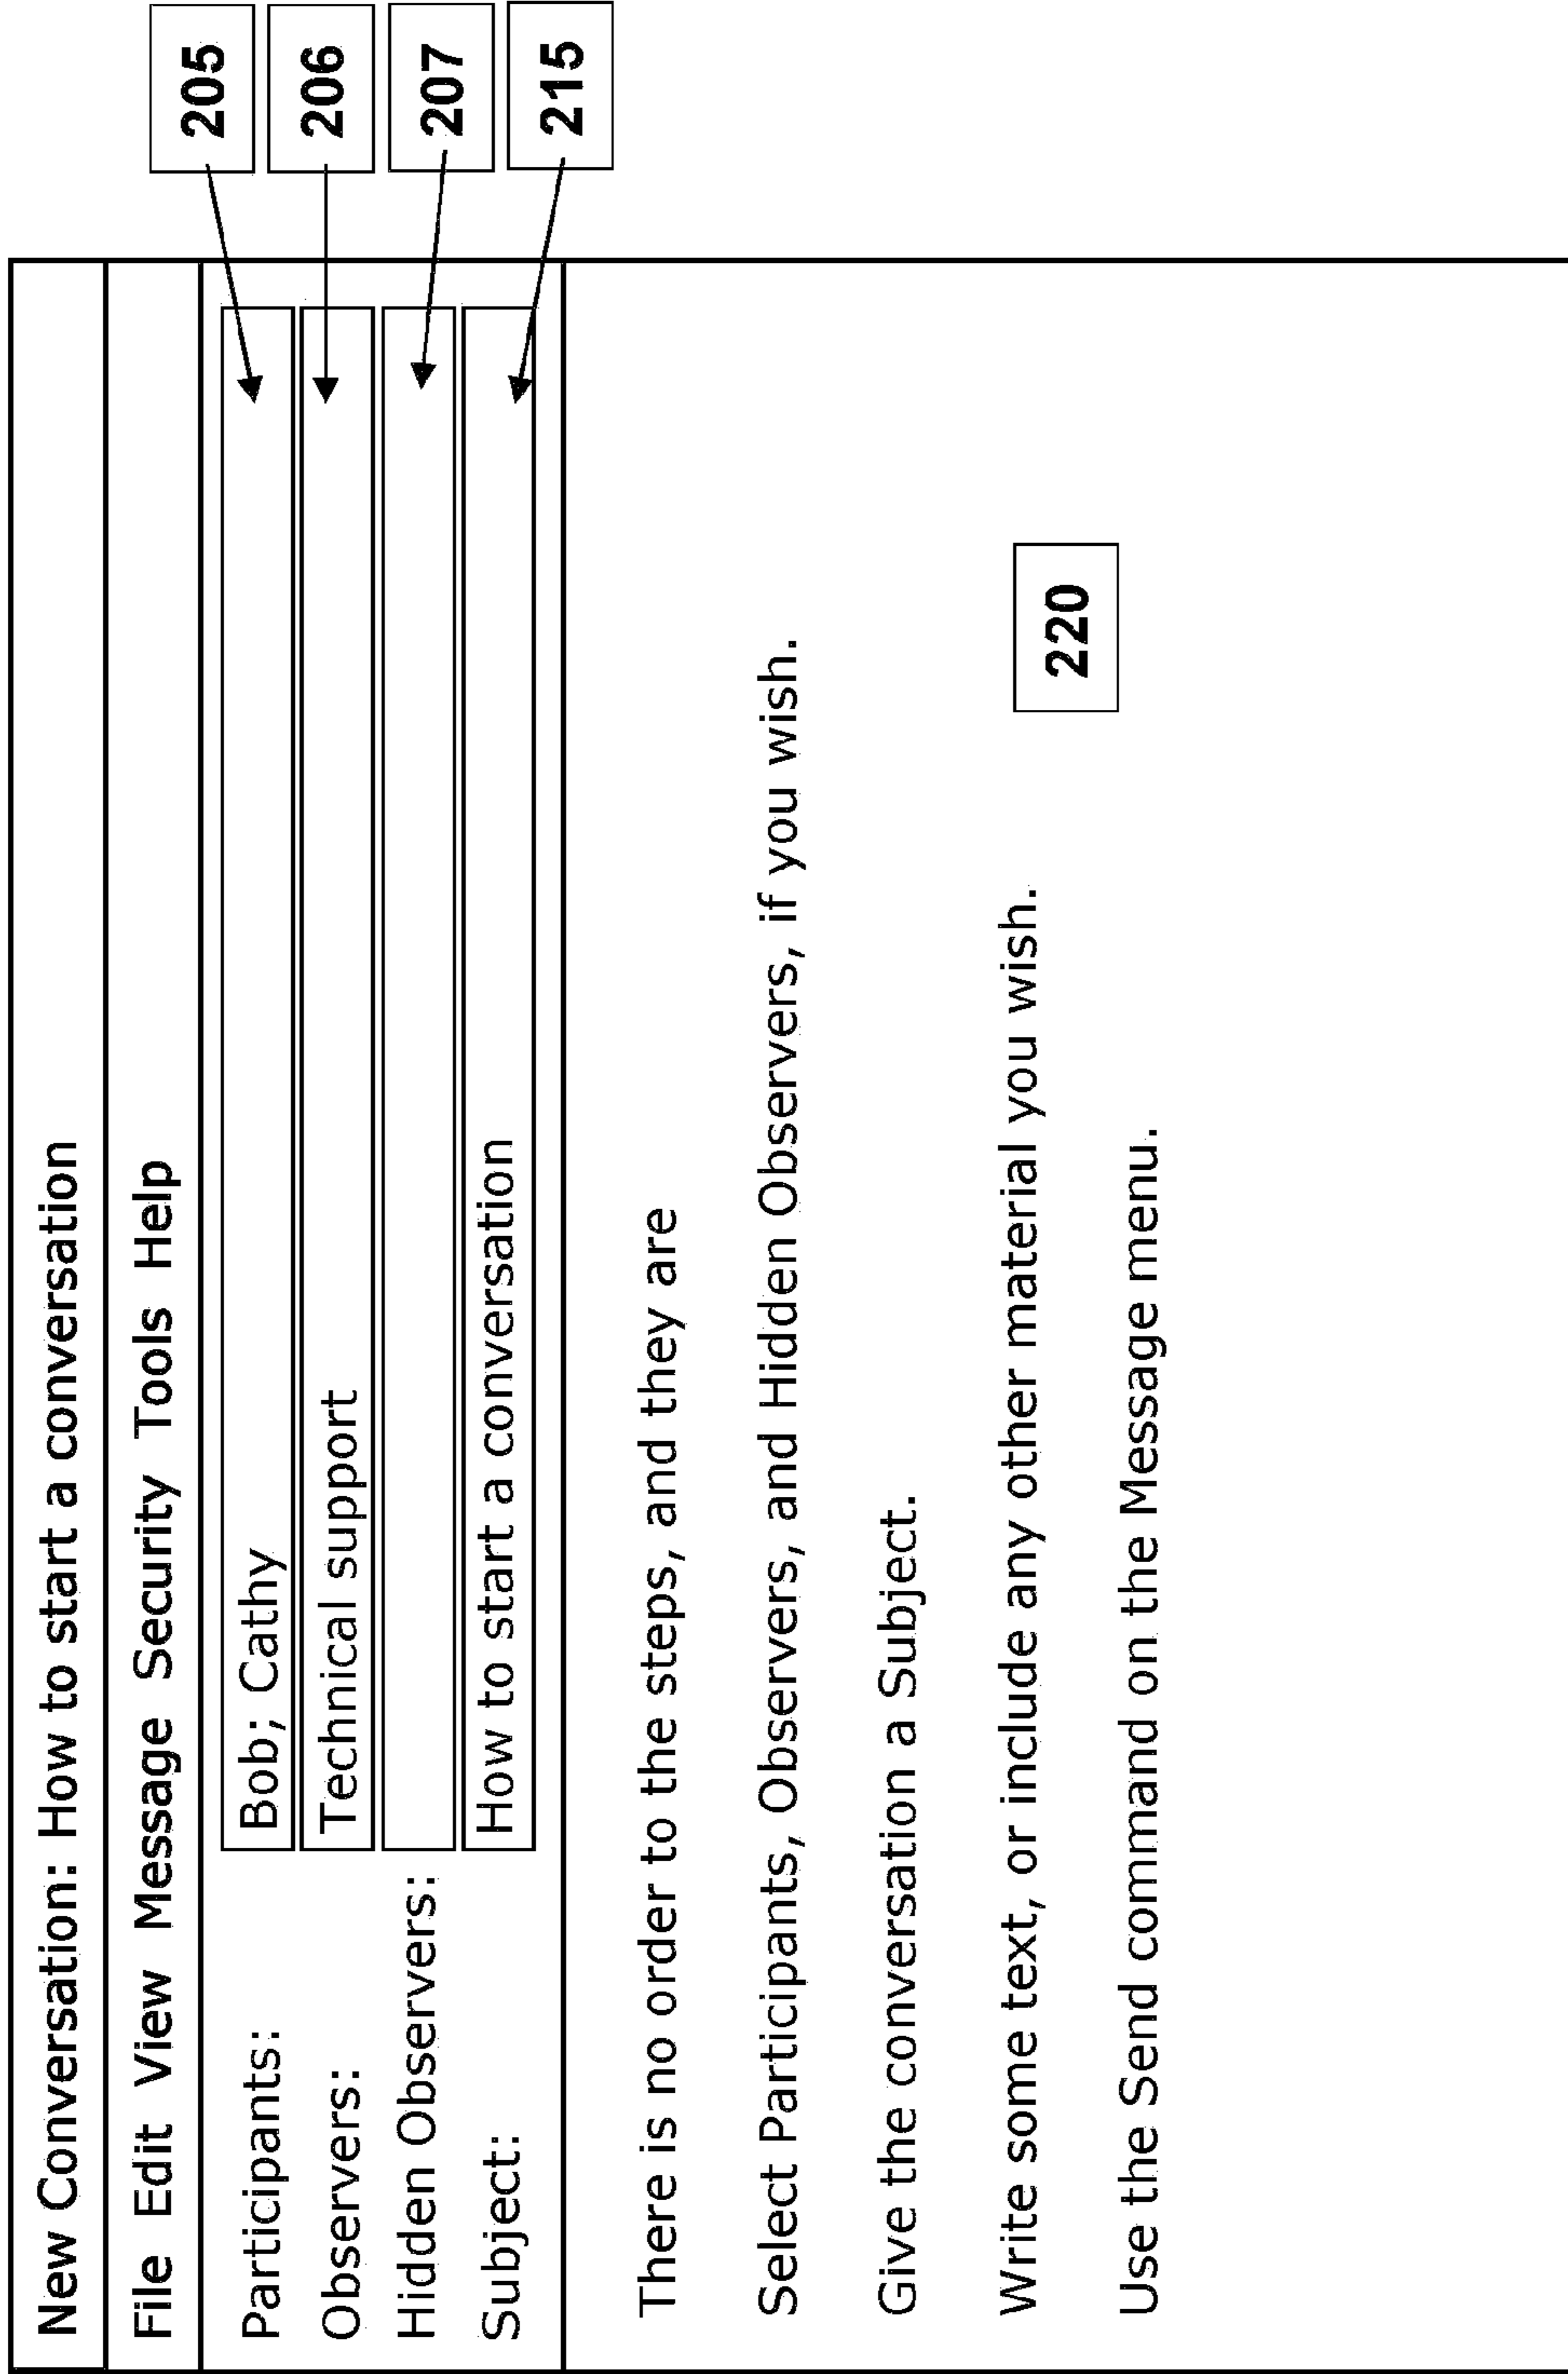 New Conversation: How to start a conversation
File Edit View Message Security Tools Help
Participants: Bob; Cathy 205
Observers: Technical support 206
Hidden Observers: 207
Subject: How to start a conversation 215
There is no order to the steps, and they are
Select Participants, Observers, and Hidden Observers, if you wish.
Give the conversation a Subject.
Write some text, or include any other material you wish.
220
Use the Send command on the Message menu.